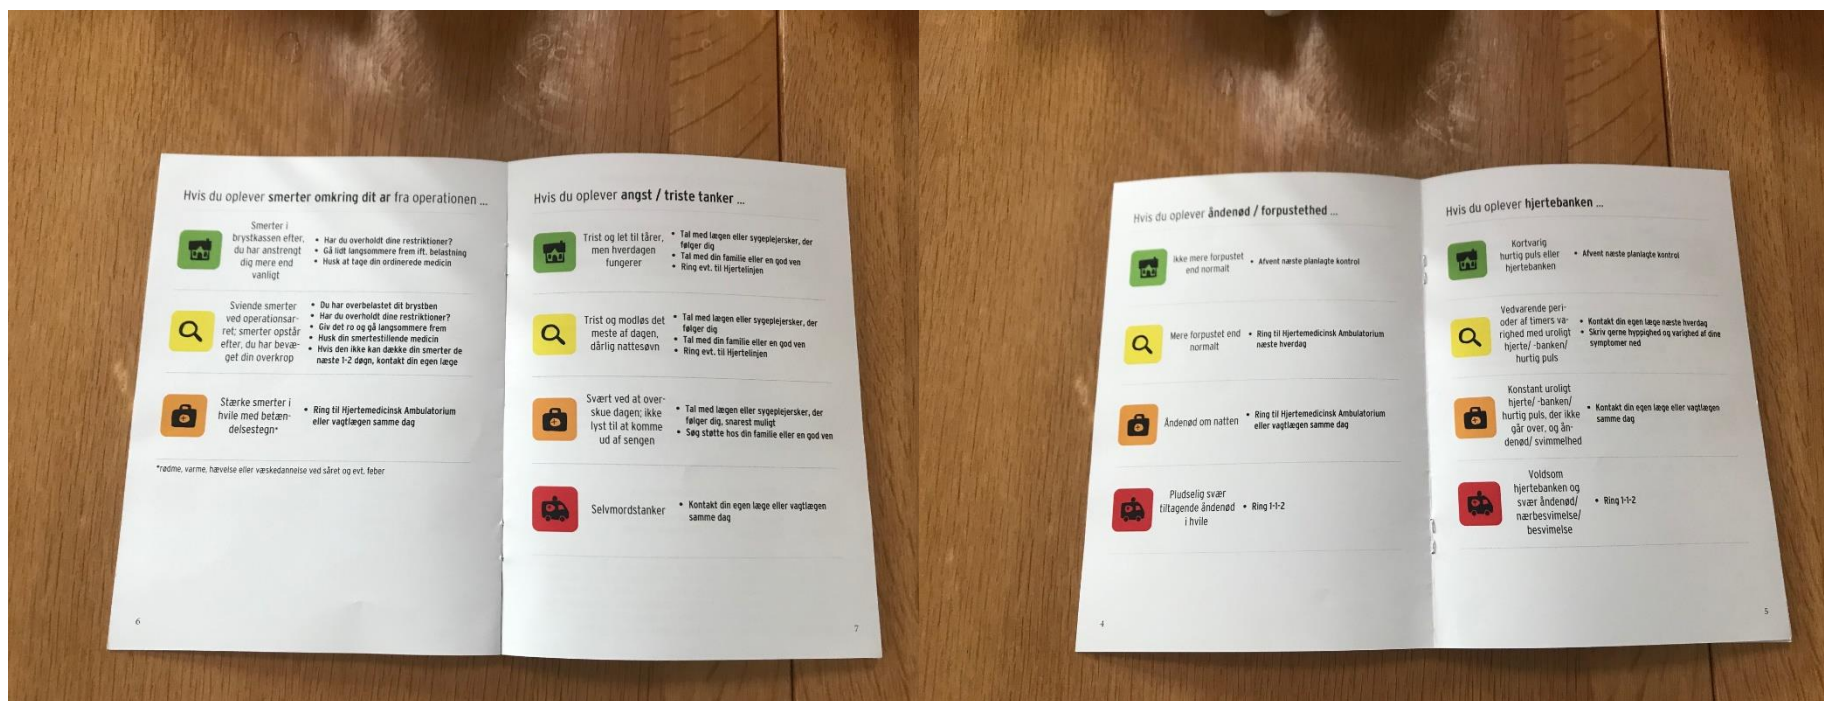 Hvis du oplever smerter omkring dit ar fra operationen ...
Smerter i
brystkassen efter,
du har anstrengt
dig mere end
vanligt
• Har du overholdt dine restriktioner?
• Gå lidt langsommere frem ift. belastning
• Husk at tage din ordinerede medicin
Sviende smerter
ved operationsar-
ret; smerter opstår
efter, du har bevæ-
get din overkrop
• Du har overbelastet dit brystben
• Har du overholdt dine restriktioner?
• Giv det ro og gå langsommere frem
• Husk din smertestillende medicin
• Hvis den ikke kan dække din smerter de
næste 1-2 døgn, kontakt din egen læge
Stærke smerter i
hvile med betæn-
delsestegn*
• Ring til Hjertemedicinsk Ambulatorium
eller vagtlægen samme dag
*rødme, varme, hævelse eller væskedannelse ved såret og evt. feber
6
Hvis du oplever angst / triste tanker ...
Trist og let til tårer,
men hverdagen
fungerer
• Tal med lægen eller sygeplejersker, der
følger dig
• Tal med din familie eller en god ven
• Ring evt. til Hjertelinjen
Trist og modløs det
meste af dagen,
dårlig nattesøvn
• Tal med lægen eller sygeplejersker, der
følger dig
• Tal med din familie eller en god ven
• Ring evt. til Hjertelinjen
Svært ved at over-
skue dagen; ikke
lyst til at komme
ud af sengen
• Tal med lægen eller sygeplejersker, der
følger dig, snarest muligt
• Søg støtte hos din familie eller en god ven
Selvmordstanker
• Kontakt din egen læge eller vagtlægen
samme dag
7
Hvis du oplever åndenød / forpustethed ...
Ikke mere forpustet
end normalt
• Afvent næste planlagte kontrol
Mere forpustet end
normalt
• Ring til Hjertemedicinsk Ambulatorium
næste hverdag
Åndenød om natten
• Ring til Hjertemedicinsk Ambulatorium
eller vagtlægen samme dag
Pludselig svær
tiltagende åndenød
i hvile
• Ring 1-1-2
4
Hvis du oplever hjertebanken ...
Kortvarig
hurtig puls eller
hjertebanken
• Afvent næste planlagte kontrol
Vedvarende peri-
oder af timers va-
righed med uroligt
hjerte/ -banken/
hurtig puls
• Kontakt din egen læge næste hverdag
• Skriv gerne hyppighed og varighed af dine
symptomer ned
Konstant uroligt
hjerte/ -banken/
hurtig puls, der ikke
går over, og ån-
denød/ svimmelhed
• Kontakt din egen læge eller vagtlægen
samme dag
Voldsom
hjertebanken og
svær åndenød/
nærbesvimelse/
besvimelse
• Ring 1-1-2
5